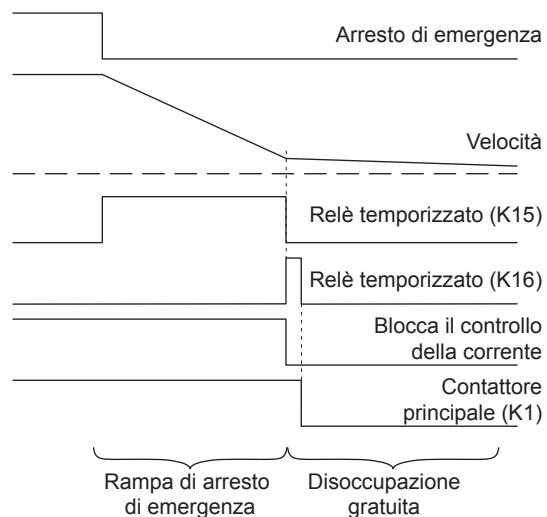 Arresto di emergenza
Velocità
Relè temporizzato (K15)
Relè temporizzato (K16)
Blocca il controllo
della corrente
Contattore
principale (K1)
Rampa di arresto
di emergenza
Disoccupazione
gratuita